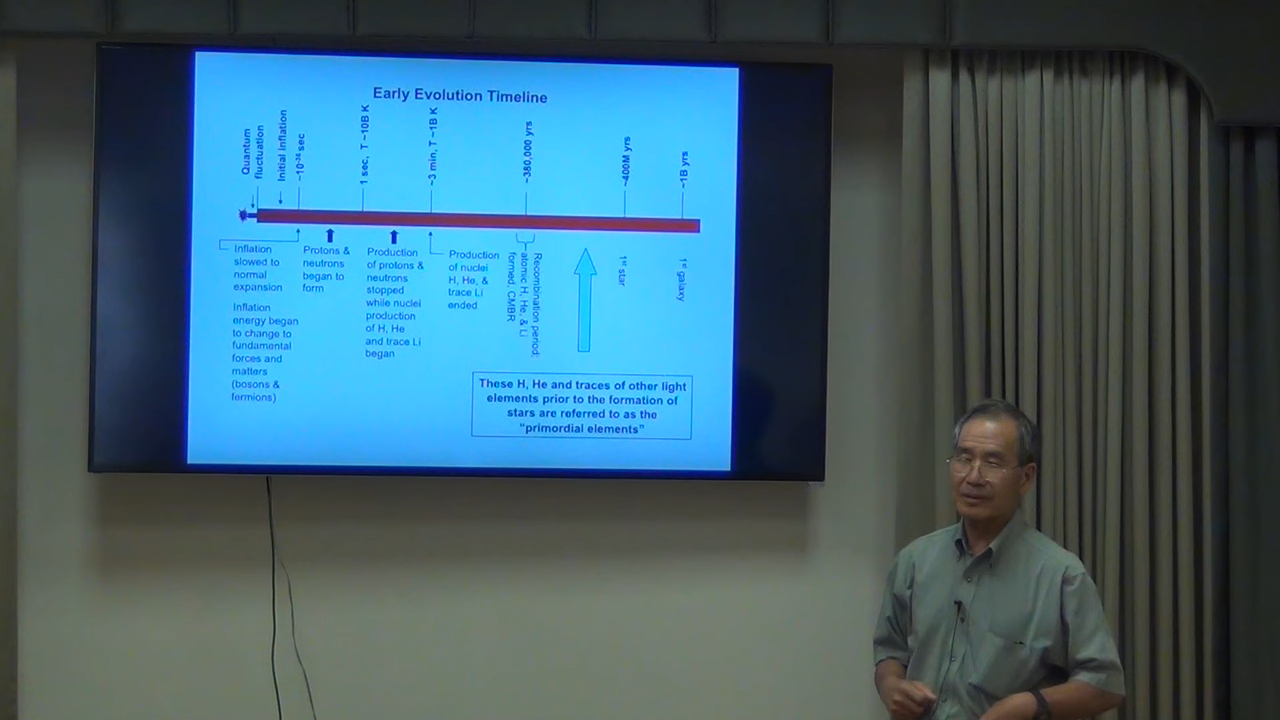 Early Evolution Timeline
Quantum
fluctuation
Initial inflation
~10⁻³⁶ sec
1 sec, T ~10B K
~3 min, T ~1B K
~380,000 yrs
~400M yrs
~1B yrs
Inflation
slowed to
normal
expansion
Inflation
energy began
to change to
fundamental
forces and
matters
(bosons &
fermions)
Protons &
neutrons
began to
form
Production
of protons &
neutrons
stopped
while nuclei
production
of H, He
and trace Li
began
Production
of nuclei
H, He, &
trace Li
ended
Recombination period:
atomic H, He, & Li
formed, CMBR
1st star
1st galaxy
These H, He and traces of other light
elements prior to the formation of
stars are referred to as the
“primordial elements”